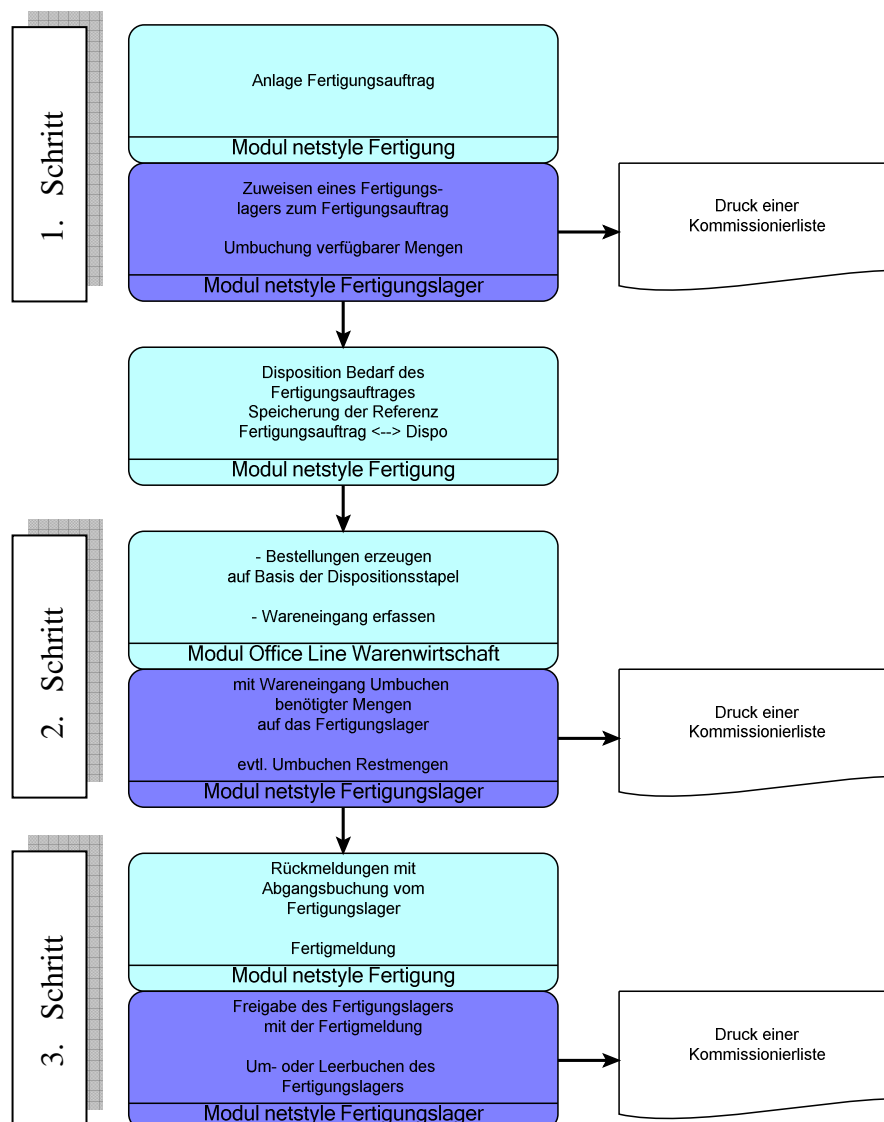 1. Schritt
Anlage Fertigungsauftrag
Modul netstyle Fertigung
Zuweisen eines Fertigungs-
lagers zum Fertigungsauftrag
Umbuchung verfügbarer Mengen
Modul netstyle Fertigungslager
Druck einer
Kommissionierliste
Disposition Bedarf des
Fertigungsauftrages
Speicherung der Referenz
Fertigungsauftrag <--> Dispo
Modul netstyle Fertigung
2. Schritt
- Bestellungen erzeugen
auf Basis der Dispositionsstapel
- Wareneingang erfassen
Modul Office Line Warenwirtschaft
mit Wareneingang Umbuchen
benötigter Mengen
auf das Fertigungslager
evtl. Umbuchen Restmengen
Modul netstyle Fertigungslager
Druck einer
Kommissionierliste
3. Schritt
Rückmeldungen mit
Abgangsbuchung vom
Fertigungslager
Fertigmeldung
Modul netstyle Fertigung
Freigabe des Fertigungslagers
mit der Fertigmeldung
Um- oder Leerbuchen des
Fertigungslagers
Modul netstyle Fertigungslager
Druck einer
Kommissionierliste